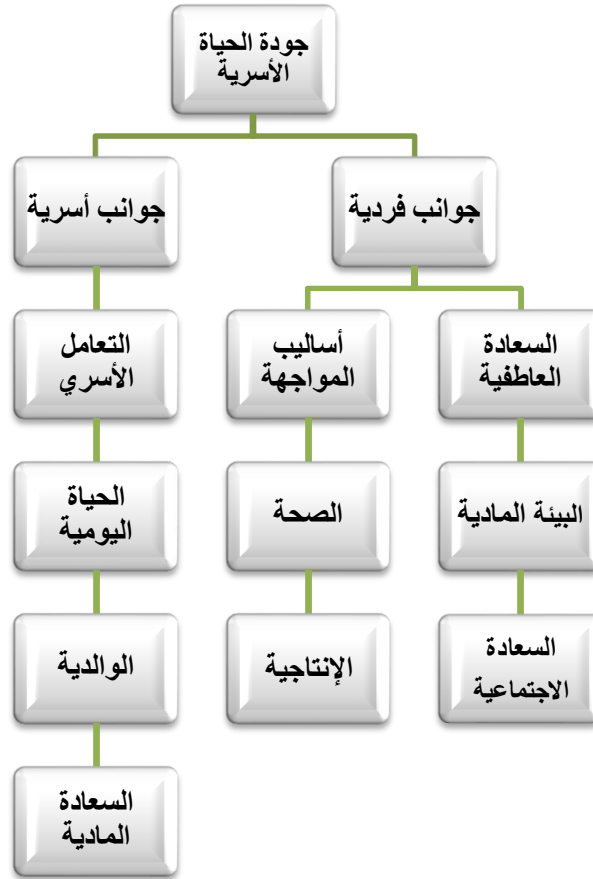 جودة الحياة
الأسرية
جوانب فردية
جوانب أسرية
السعادة
العاطفية
أساليب
المواجهة
التعامل
الأسري
البيئة المادية
الصحة
الحياة
اليومية
السعادة
الاجتماعية
الإنتاجية
الوالدية
السعادة
المادية